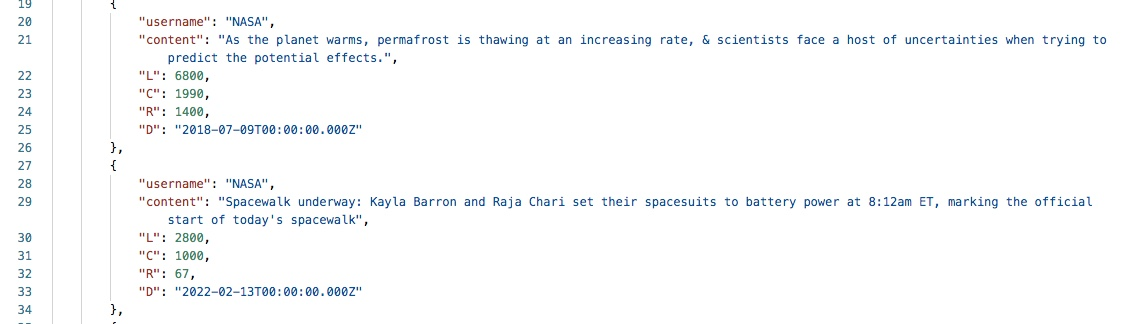 19 {
20 "username": "NASA",
21 "content": "As the planet warms, permafrost is thawing at an increasing rate, & scientists face a host of uncertainties when trying to
predict the potential effects.",
22 "L": 6800,
23 "C": 1990,
24 "R": 1400,
25 "D": "2018-07-09T00:00:00.000Z"
26 },
27 {
28 "username": "NASA",
29 "content": "Spacewalk underway: Kayla Barron and Raja Chari set their spacesuits to battery power at 8:12am ET, marking the official
start of today's spacewalk",
30 "L": 2800,
31 "C": 1000,
32 "R": 67,
33 "D": "2022-02-13T00:00:00.000Z"
34 },